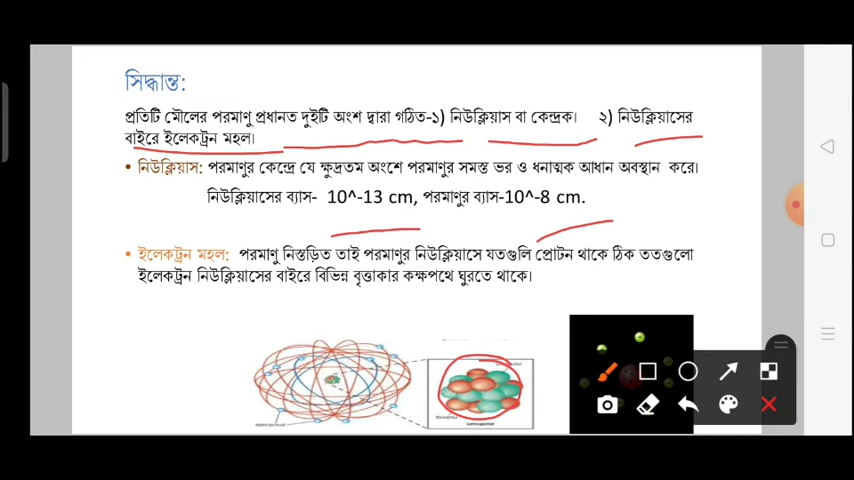 সিদ্ধান্ত:
প্রতিটি মৌলের পরমাণু প্রধানত দুইটি অংশ দ্বারা গঠিত-১) নিউক্লিয়াস বা কেন্দ্রক। ২) নিউক্লিয়াসের
বাইরে ইলেকট্রন মহল।
• নিউক্লিয়াস: পরমাণুর কেন্দ্রে যে ক্ষুদ্রতম অংশে পরমাণুর সমস্ত ভর ও ধনাত্মক আধান অবস্থান করে।
নিউক্লিয়াসের ব্যাস- 10^-13 cm, পরমাণুর ব্যাস-10^-8 cm.
• ইলেকট্রন মহল: পরমাণু নিস্তড়িত তাই পরমাণুর নিউক্লিয়াসে যতগুলি প্রোটন থাকে ঠিক ততগুলো
ইলেকট্রন নিউক্লিয়াসের বাইরে বিভিন্ন বৃত্তাকার কক্ষপথে ঘুরতে থাকে।